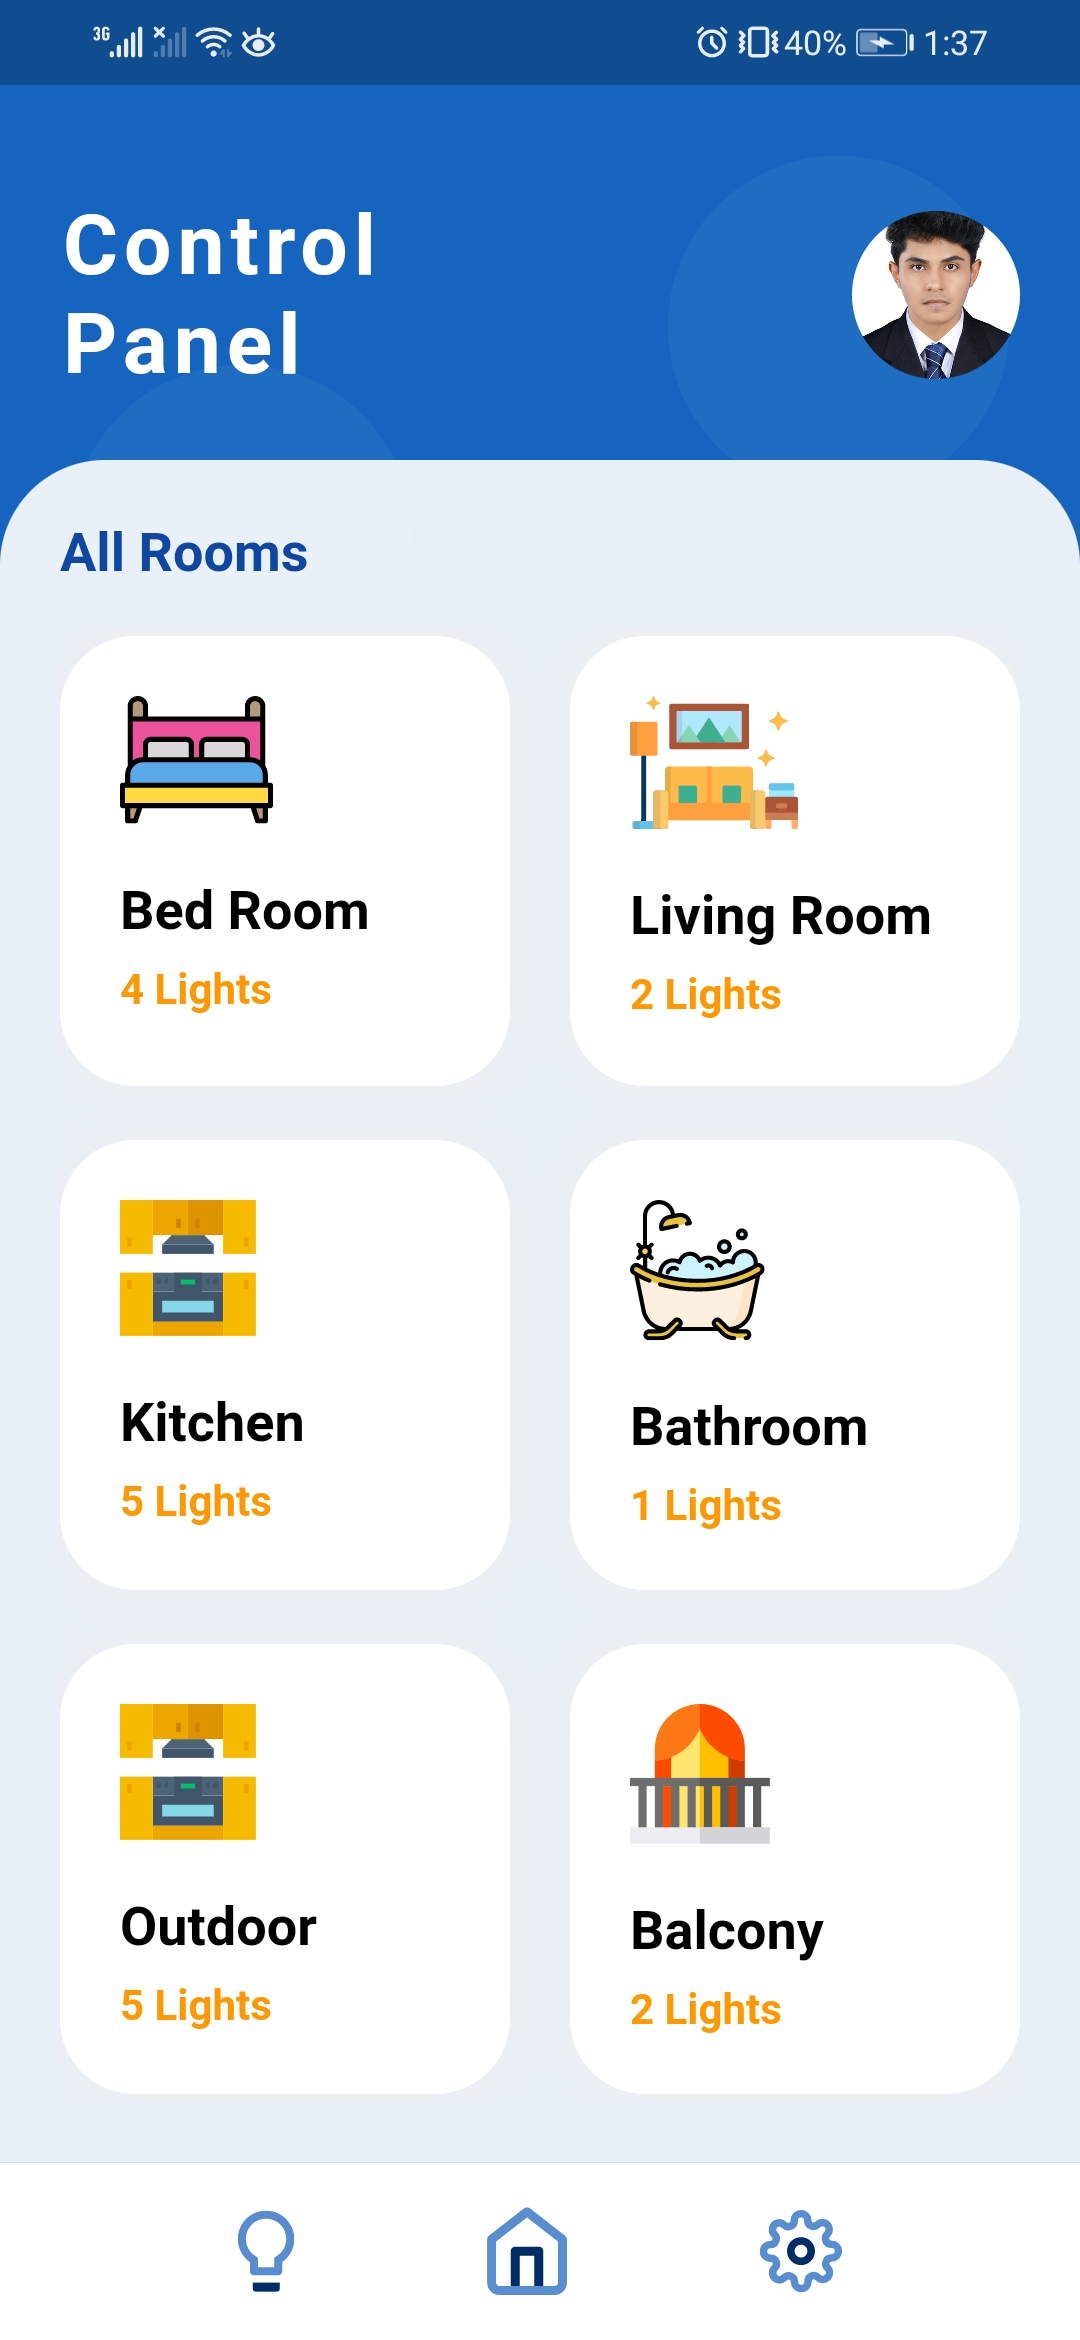 3G 40% 1:37
Control
Panel
All Rooms
Bed Room
4 Lights
Living Room
2 Lights
Kitchen
5 Lights
Bathroom
1 Lights
Outdoor
5 Lights
Balcony
2 Lights